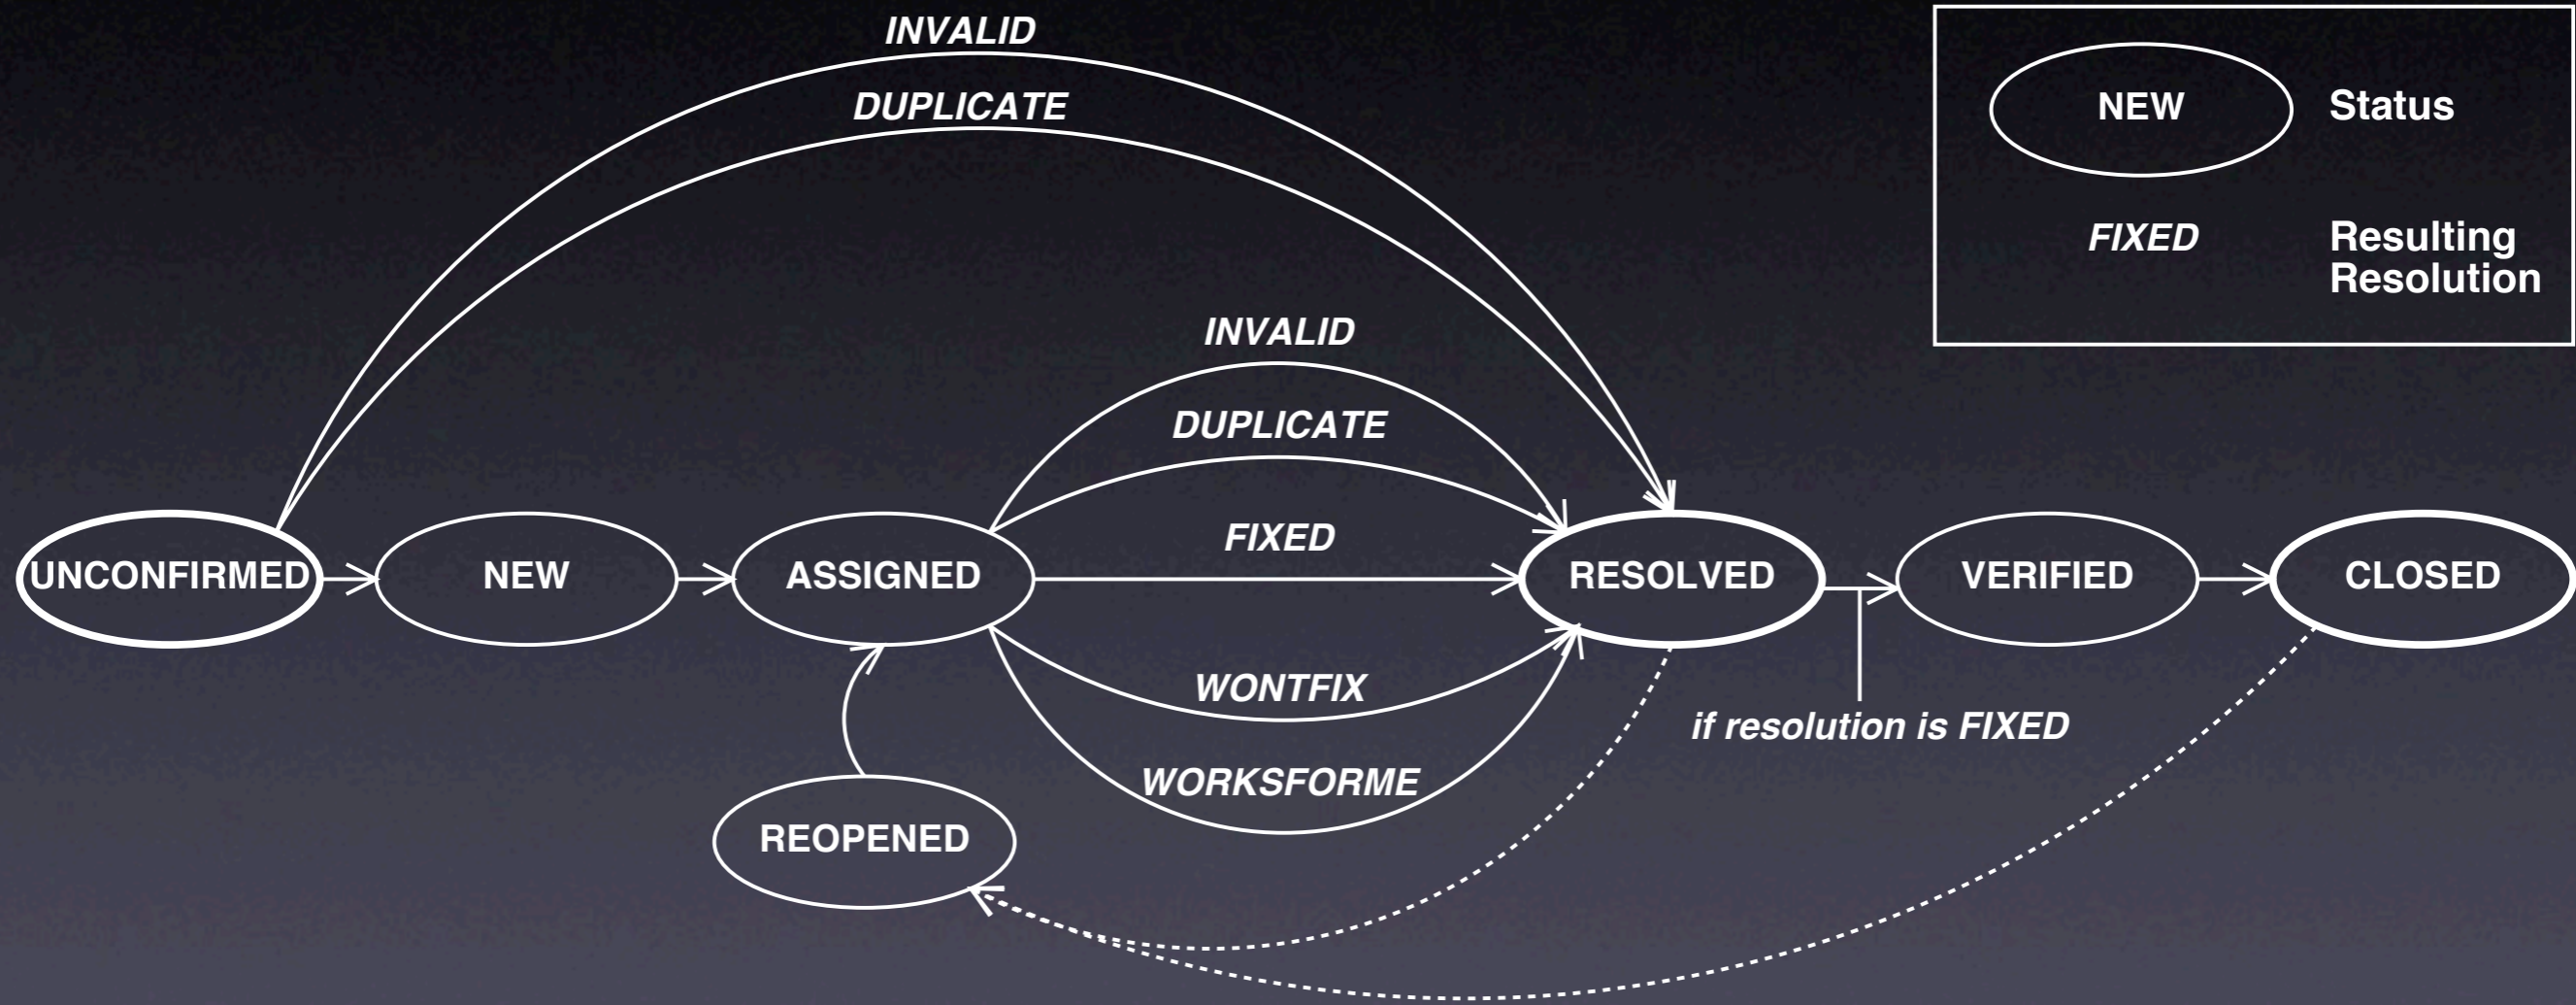 INVALID
DUPLICATE
NEW Status
FIXED Resulting
Resolution
INVALID
DUPLICATE
FIXED
UNCONFIRMED NEW ASSIGNED RESOLVED VERIFIED CLOSED
WONTFIX
if resolution is FIXED
WORKSFORME
REOPENED